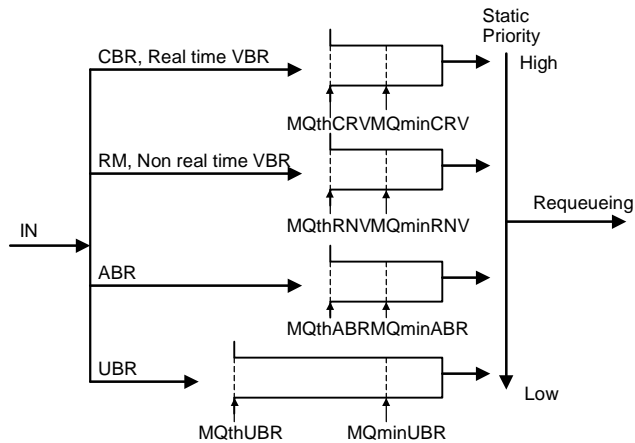 Static
Priority
CBR, Real time VBR
High
MQthCRVMQminCRV
RM, Non real time VBR
MQthRNVMQminRNV
Requeueing
IN
ABR
MQthABRMQminABR
UBR
Low
MQthUBR MQminUBR